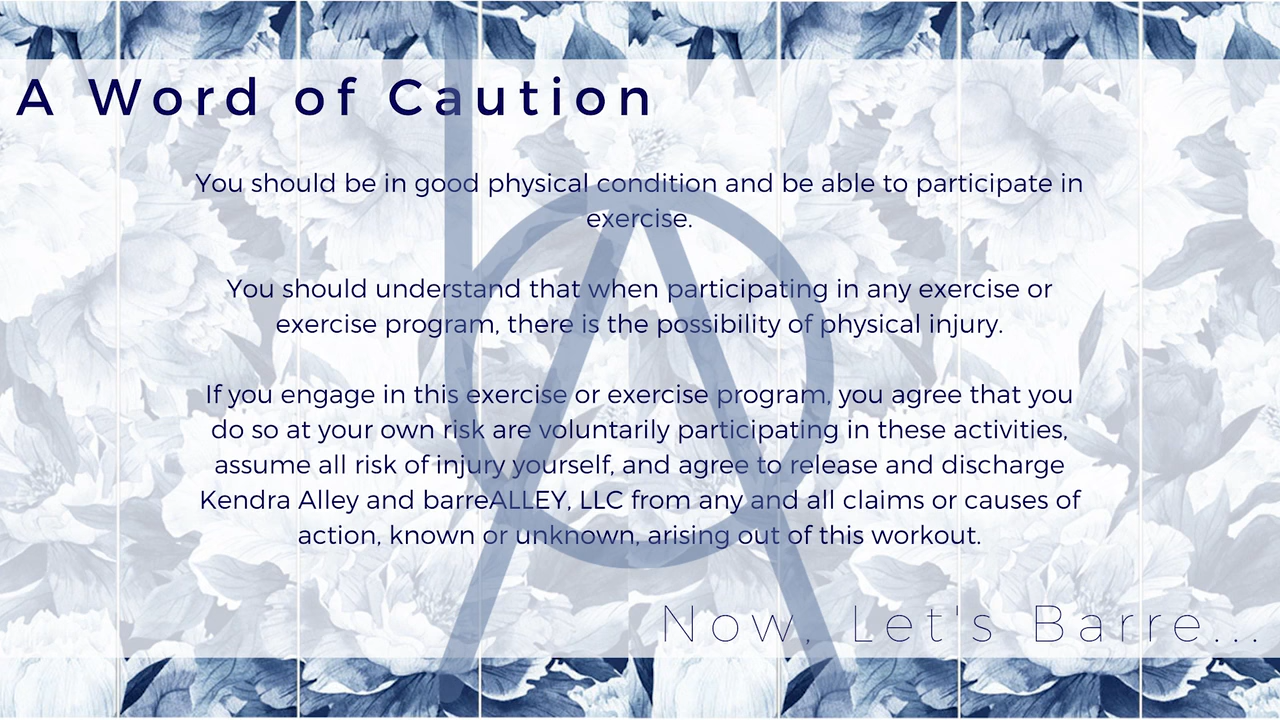 A Word of Caution
You should be in good physical condition and be able to participate in
exercise.
You should understand that when participating in any exercise or
exercise program, there is the possibility of physical injury.
If you engage in this exercise or exercise program, you agree that you
do so at your own risk are voluntarily participating in these activities,
assume all risk of injury yourself, and agree to release and discharge
Kendra Alley and barreALLEY, LLC from any and all claims or causes of
action, known or unknown, arising out of this workout.
Now, Let's Barre...